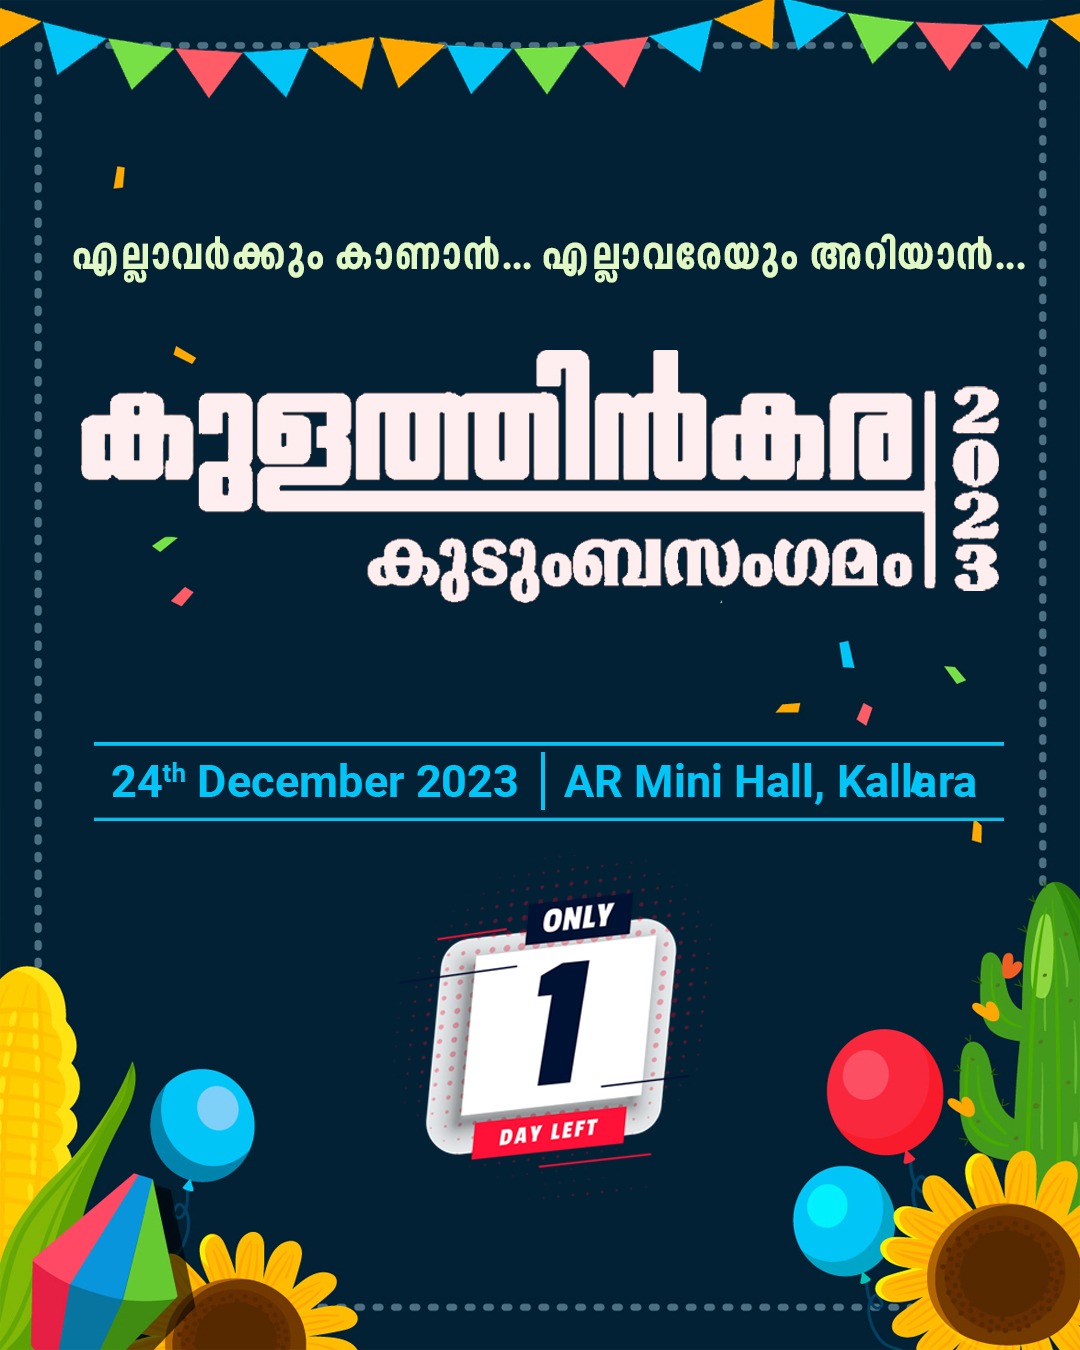 എല്ലാവർക്കും കാണാൻ... എല്ലാവരേയും അറിയാൻ...
കുളത്തിൻകര
2023
കുടുംബസംഗമം
24th December 2023 | AR Mini Hall, Kallara
ONLY
1
DAY LEFT